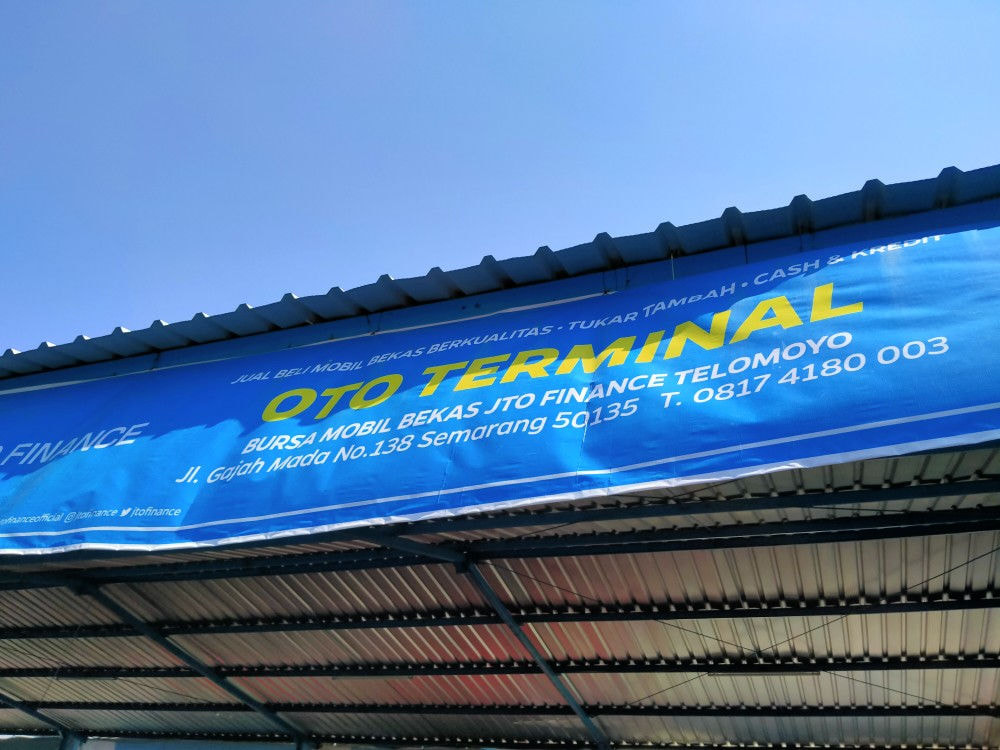 JUAL BELI MOBIL BEKAS BERKUALITAS • TUKAR TAMBAH • CASH & KREDIT
OTO TERMINAL
BURSA MOBIL BEKAS JTO FINANCE TELOMOYO
Jl. Gajah Mada No.138 Semarang 50135 T. 0817 4180 003
FINANCE
@jtofinance jtofinance